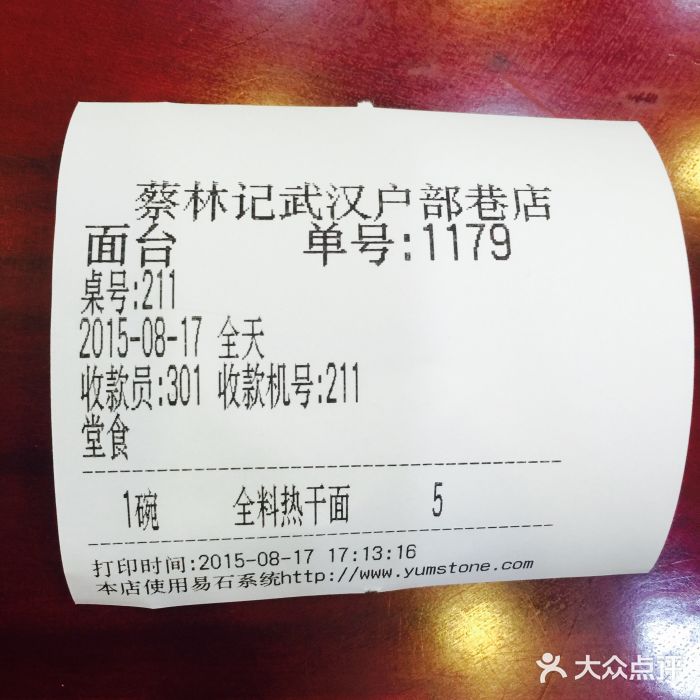 蔡林记武汉户部巷店
面台 单号:1179
桌号:211
2015-08-17 全天
收款员:301 收款机号:211
堂食
1碗 全料热干面 5
打印时间:2015-08-17 17:13:16
本店使用易石系统http://www.yumstone.com
大众点评